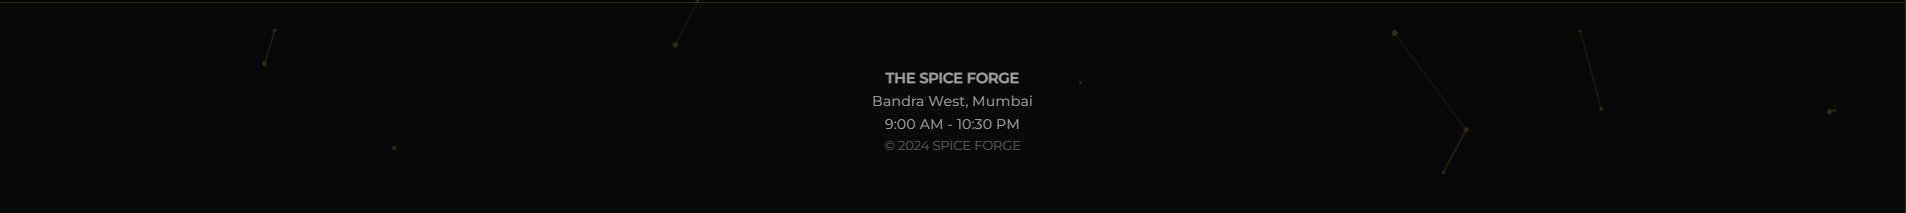 THE SPICE FORGE
Bandra West, Mumbai
9:00 AM - 10:30 PM
© 2024 SPICE FORGE